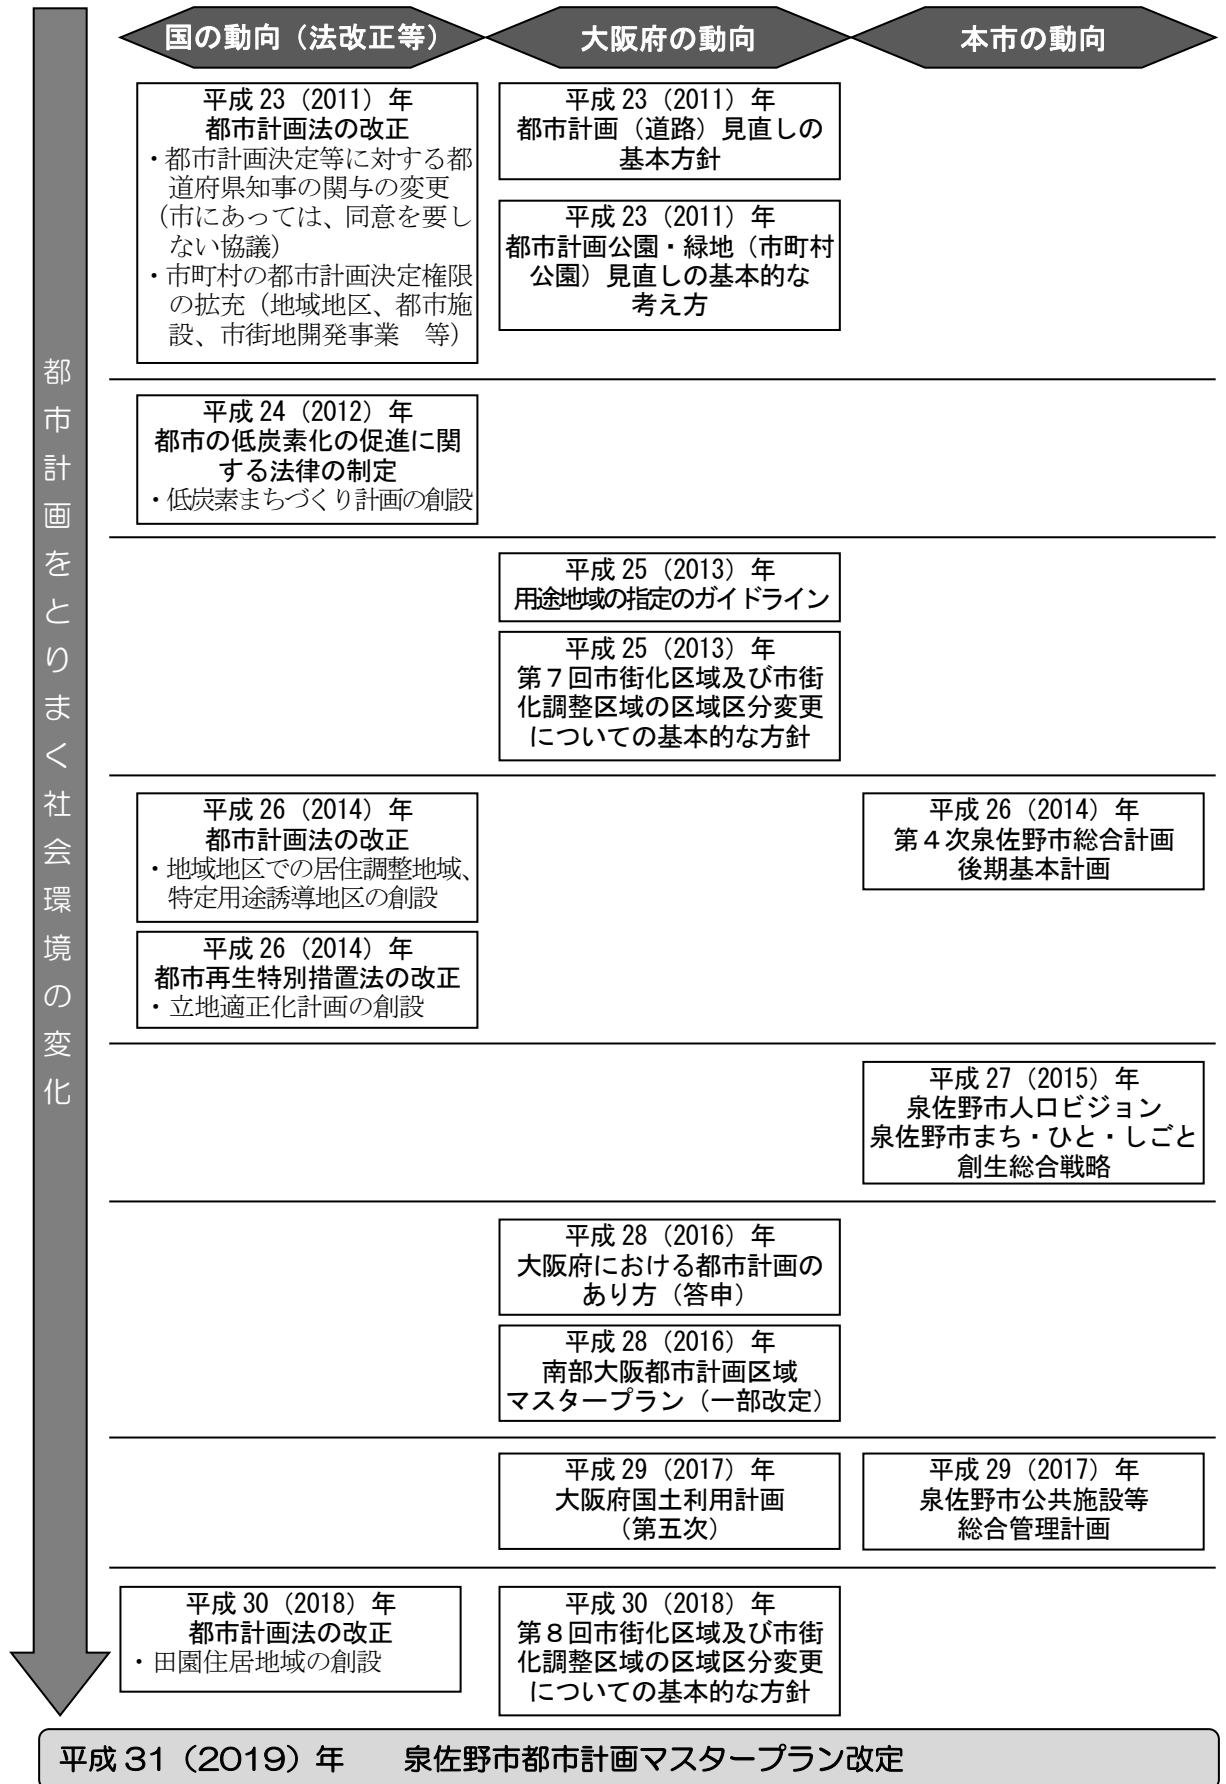 国の動向（法改正等）
大阪府の動向
本市の動向
都市計画をとりまく社会環境の変化
平成 23（2011）年
都市計画法の改正
・都市計画決定等に対する都
道府県知事の関与の変更
（市にあっては、同意を要し
ない協議）
・市町村の都市計画決定権限
の拡充（地域地区、都市施
設、市街地開発事業　等）
平成 23（2011）年
都市計画（道路）見直しの
基本方針
平成 23（2011）年
都市計画公園・緑地（市町村
公園）見直しの基本的な
考え方
平成 24（2012）年
都市の低炭素化の促進に関
する法律の制定
・低炭素まちづくり計画の創設
平成 25（2013）年
用途地域の指定のガイドライン
平成 25（2013）年
第７回市街化区域及び市街
化調整区域の区域区分変更
についての基本的な方針
平成 26（2014）年
都市計画法の改正
・地域地区での居住調整地域、
特定用途誘導地区の創設
平成 26（2014）年
都市再生特別措置法の改正
・立地適正化計画の創設
平成 26（2014）年
第４次泉佐野市総合計画
後期基本計画
平成 27（2015）年
泉佐野市人口ビジョン
泉佐野市まち・ひと・しごと
創生総合戦略
平成 28（2016）年
大阪府における都市計画の
あり方（答申）
平成 28（2016）年
南部大阪都市計画区域
マスタープラン（一部改定）
平成 29（2017）年
大阪府国土利用計画
（第五次）
平成 29（2017）年
泉佐野市公共施設等
総合管理計画
平成 30（2018）年
都市計画法の改正
・田園住居地域の創設
平成 30（2018）年
第８回市街化区域及び市街
化調整区域の区域区分変更
についての基本的な方針
平成 31（2019）年　　泉佐野市都市計画マスタープラン改定